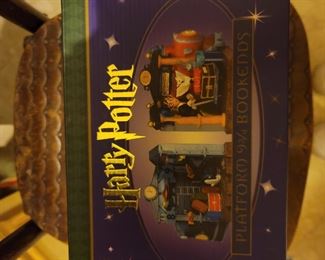 Harry Potter
PLATFORM 9¾ BOOKENDS